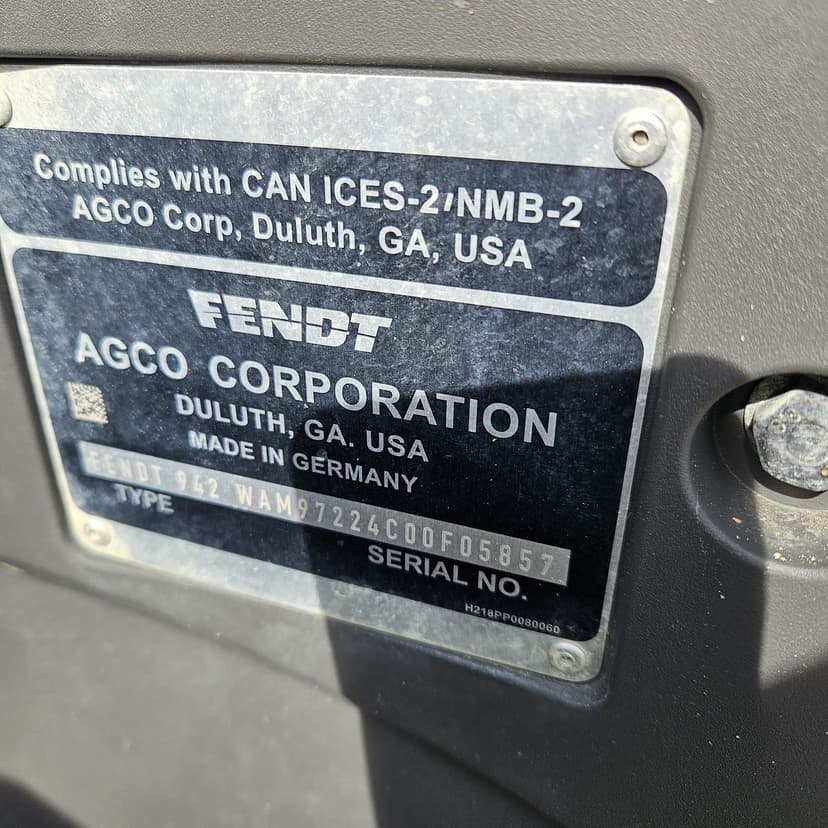 Complies with CAN ICES-2/NMB-2
AGCO Corp, Duluth, GA, USA
FENDT
AGCO CORPORATION
DULUTH, GA. USA
MADE IN GERMANY
FENDT 942 WAM97224C00F05857
TYPE
SERIAL NO.
H218PP0080060